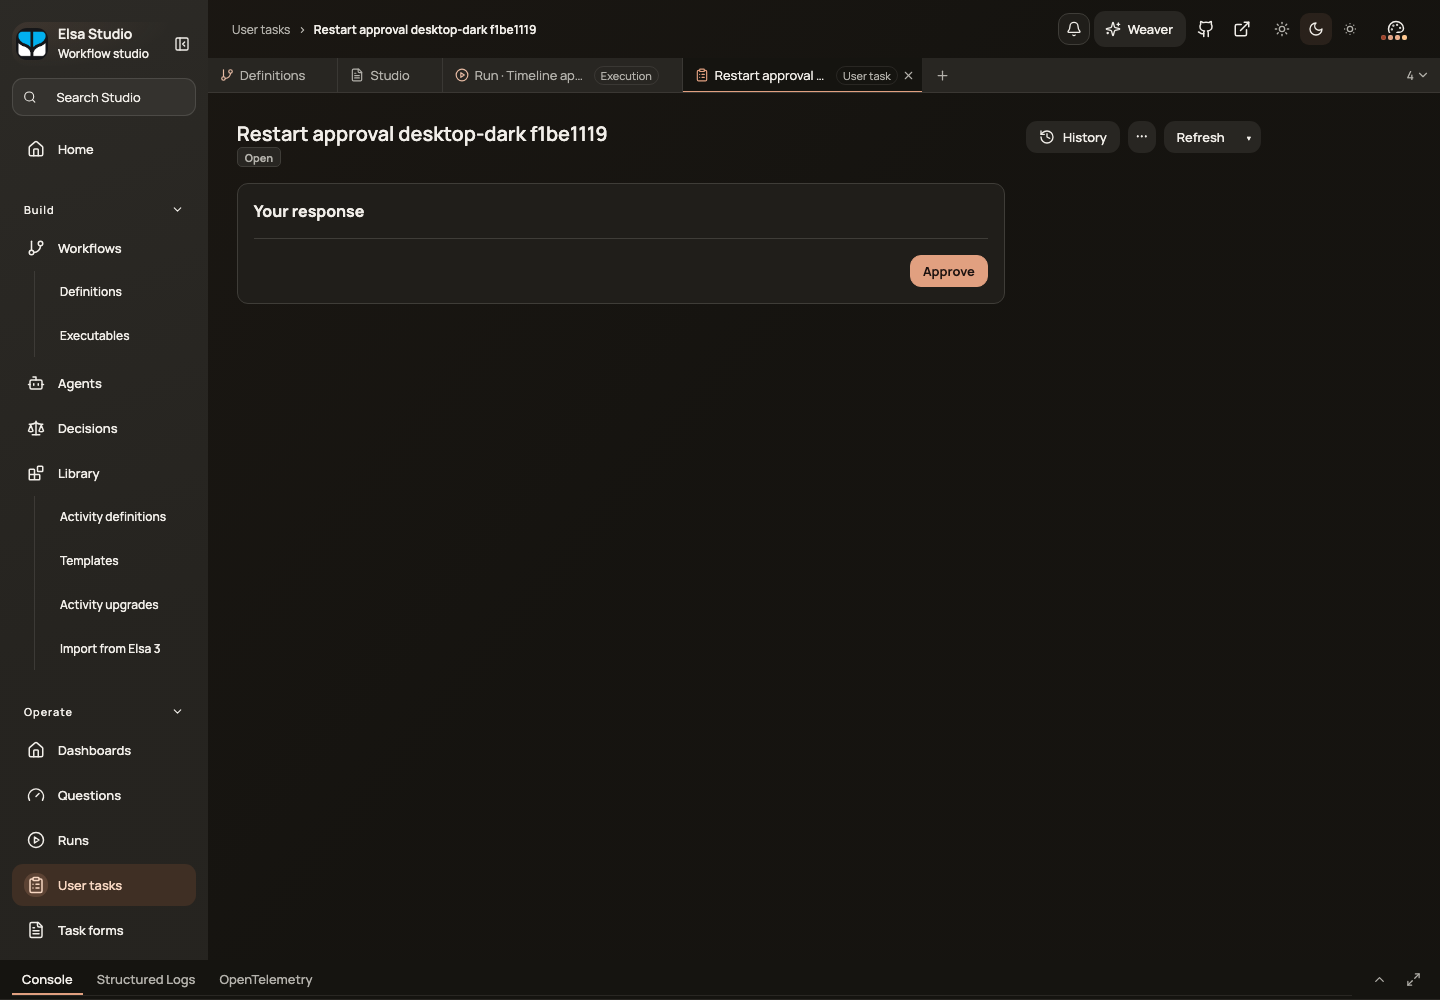 Elsa Studio
Workflow studio
Search Studio
Home
Build
Workflows
Definitions
Executables
Agents
Decisions
Library
Activity definitions
Templates
Activity upgrades
Import from Elsa 3
Operate
Dashboards
Questions
Runs
User tasks
Task forms
User tasks › Restart approval desktop-dark f1be1119
Weaver
Definitions
Studio
Run · Timeline ap... Execution
Restart approval ... User task
4
Restart approval desktop-dark f1be1119
Open
History
Refresh
Your response
Approve
Console
Structured Logs
OpenTelemetry